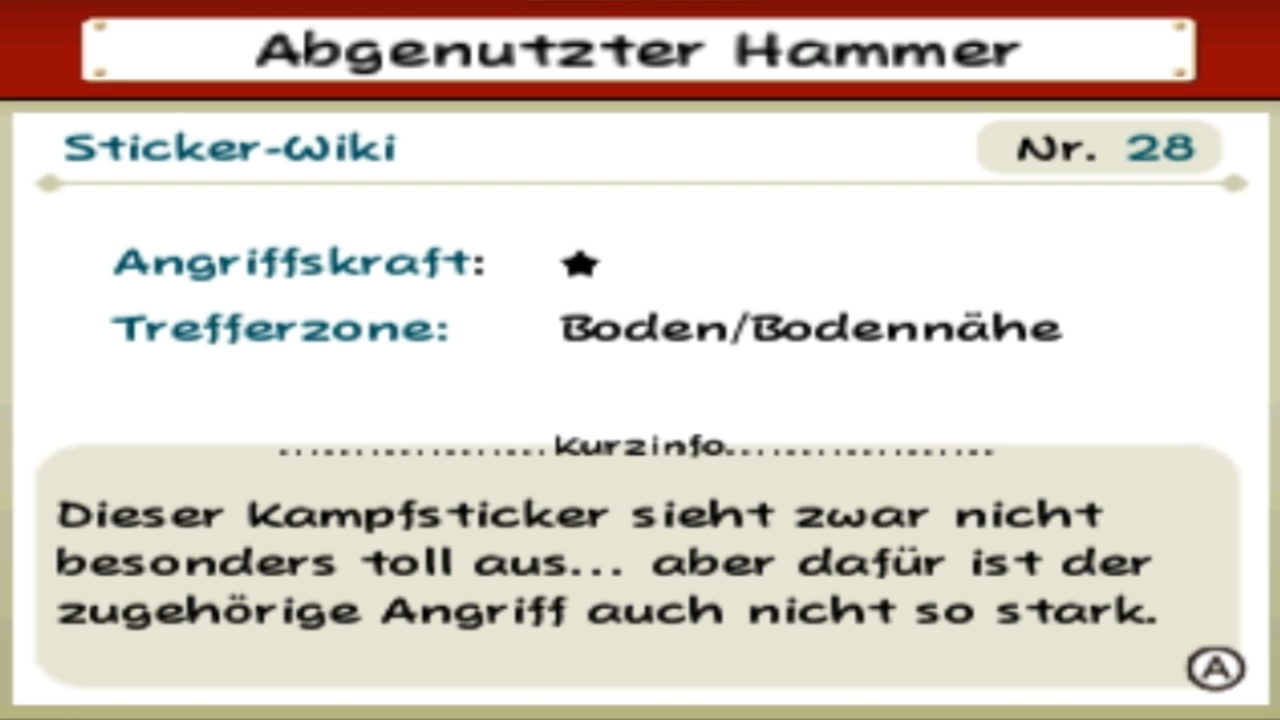 Abgenutzter Hammer
Sticker-Wiki
Nr. 28
Angriffskraft: ★
Trefferzone: Boden/Bodennähe
Kurzinfo
Dieser Kampfsticker sieht zwar nicht
besonders toll aus... aber dafür ist der
zugehörige Angriff auch nicht so stark.
A